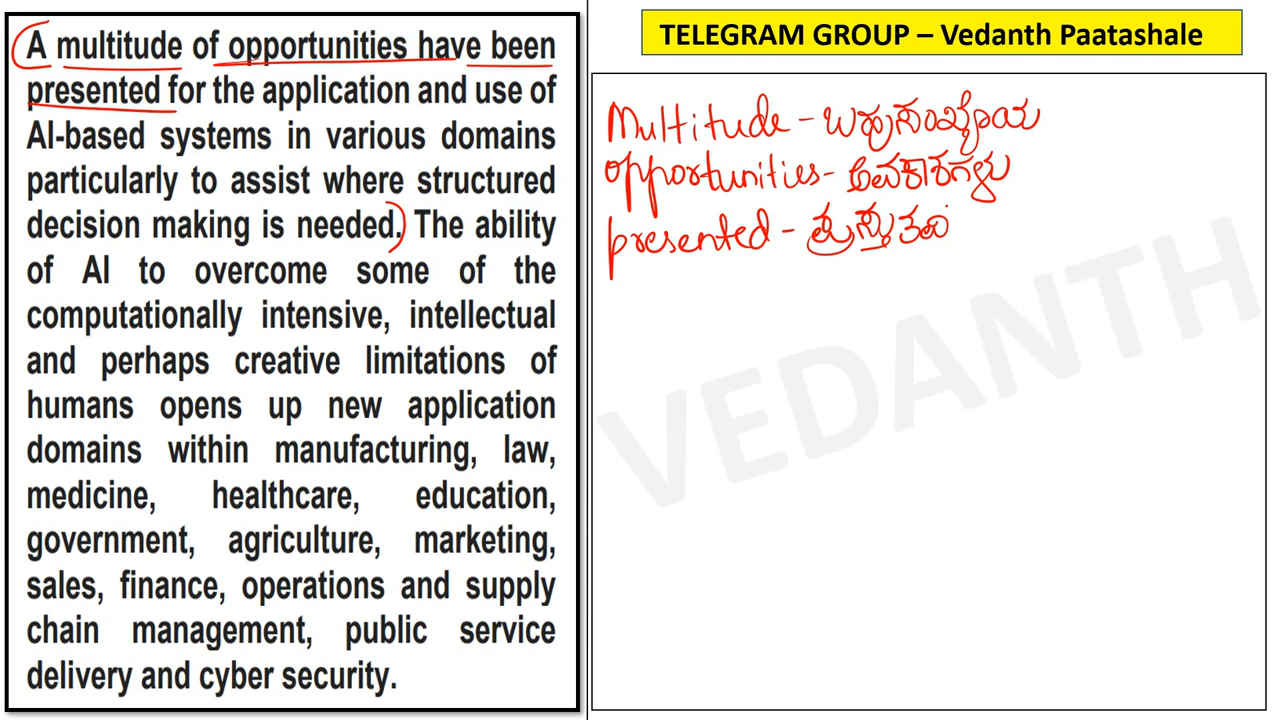 A multitude of opportunities have been
presented for the application and use of
AI-based systems in various domains
particularly to assist where structured
decision making is needed. The ability
of AI to overcome some of the
computationally intensive, intellectual
and perhaps creative limitations of
humans opens up new application
domains within manufacturing, law,
medicine, healthcare, education,
government, agriculture, marketing,
sales, finance, operations and supply
chain management, public service
delivery and cyber security.
TELEGRAM GROUP – Vedanth Paatashale
Multitude - ಬಹುಸಂಖ್ಯೆಯ
opportunities - ಅವಕಾಶಗಳು
presented -
VEDANTH